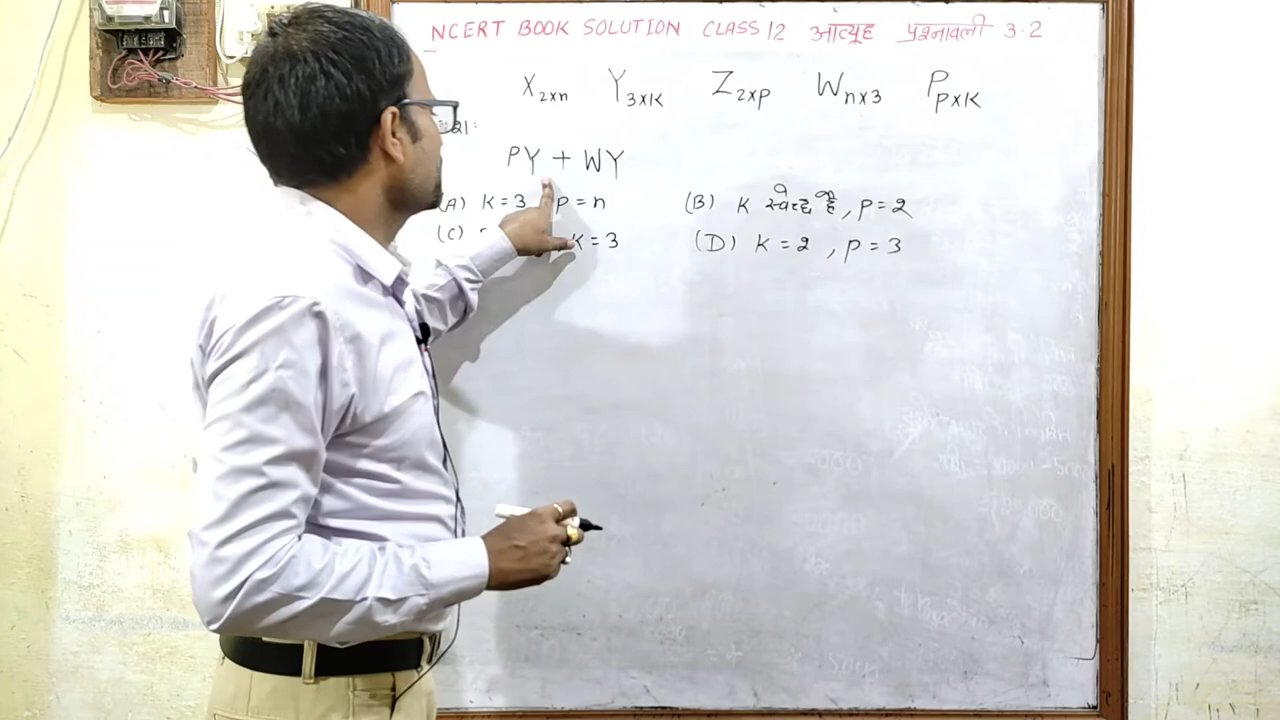 NCERT BOOK SOLUTION CLASS 12 आव्यूह प्रश्नावली 3.2
X₂ₓₙ Y₃ₓₖ Z₂ₓₚ Wₙₓ₃ Pₚₓₖ
21:
PY + WY
(A) K = 3 p = n (B) K स्वेच्छ है, p = 2
(C) K = 3 (D) K = 2 , p = 3